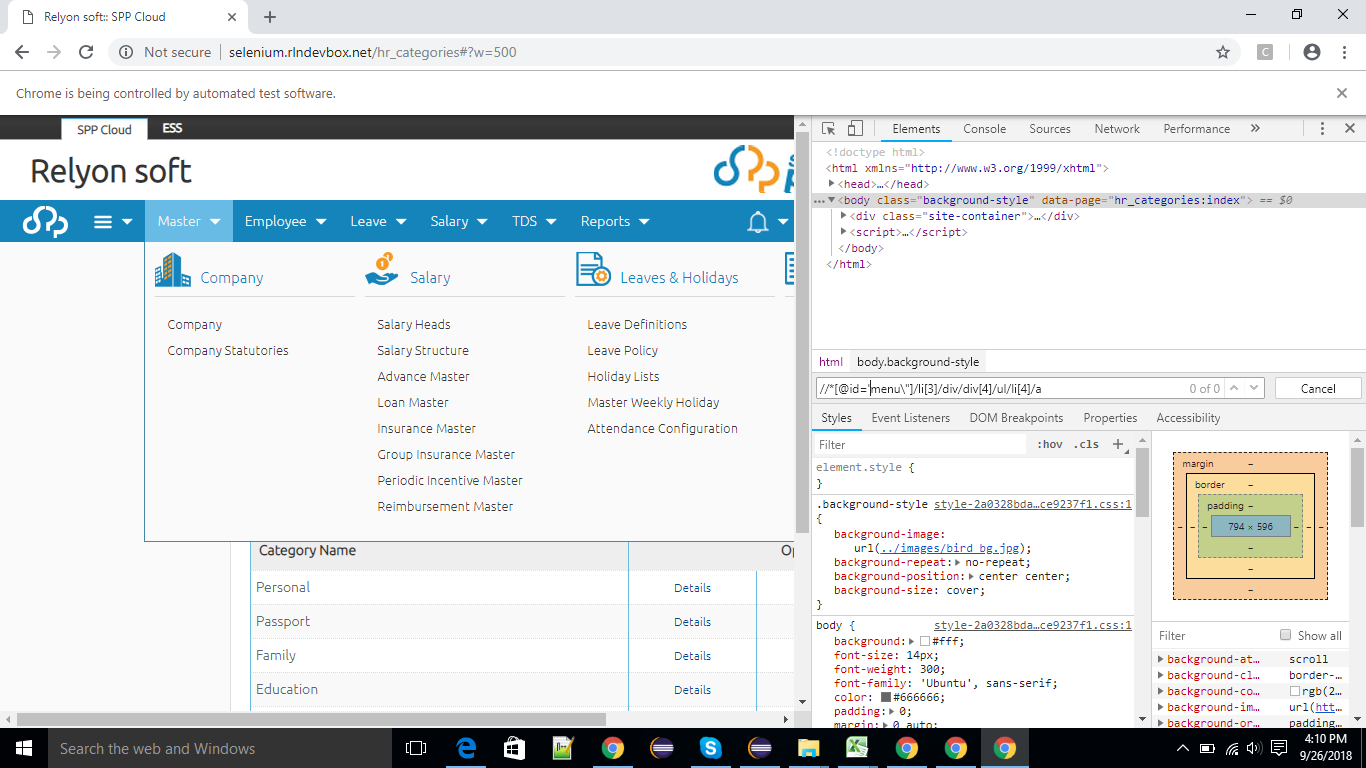 Relyon soft:: SPP Cloud
Not secure selenium.rlndevbox.net/hr_categories#?w=500
C
Chrome is being controlled by automated test software.
SPP Cloud ESS
Relyon soft
Master Employee Leave Salary TDS Reports
Company Salary Leaves & Holidays
Company Salary Heads Leave Definitions
Company Statutories Salary Structure Leave Policy
Advance Master Holiday Lists
Loan Master Master Weekly Holiday
Insurance Master Attendance Configuration
Group Insurance Master
Periodic Incentive Master
Reimbursement Master
Category Name Op
Personal Details
Passport Details
Family Details
Education Details
Elements Console Sources Network Performance »
<!doctype html>
<html xmlns="http://www.w3.org/1999/xhtml">
<head>…</head>
<body class="background-style" data-page="hr_categories:index"> == $0
<div class="site-container">…</div>
<script>…</script>
</body>
</html>
html body.background-style
//*[@id="menu\"]/li[3]/div/div[4]/ul/li[4]/a 0 of 0 Cancel
Styles Event Listeners DOM Breakpoints Properties Accessibility
Filter :hov .cls +
element.style {
}
.background-style style-2a0328bda…ce9237f1.css:1
{
background-image:
url(../images/bird_bg.jpg);
background-repeat: no-repeat;
background-position: center center;
background-size: cover;
}
body { style-2a0328bda…ce9237f1.css:1
background: #fff;
font-size: 14px;
font-weight: 300;
font-family: 'Ubuntu', sans-serif;
color: #666666;
padding: 0;
margin: 0 auto;
margin –
border –
padding –
– – – 794 × 596 – – –
–
–
–
Filter Show all
background-at… scroll
background-cl… border-…
background-co… rgb(2…
background-im… url(htt…
background-or… padding…
Search the web and Windows
4:10 PM
9/26/2018